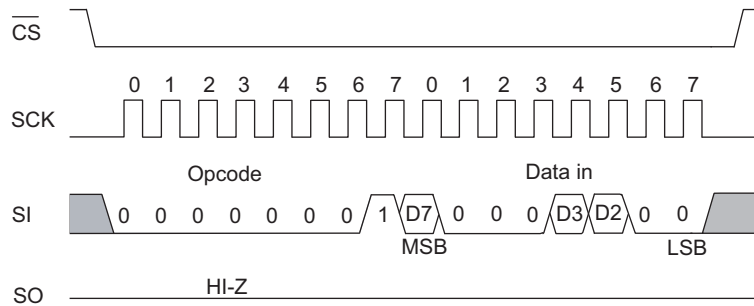 CS
0 1 2 3 4 5 6 7 0 1 2 3 4 5 6 7
SCK
Opcode Data in
SI 0 0 0 0 0 0 0 1 D7 0 0 0 D3 D2 0 0
MSB LSB
HI-Z
SO